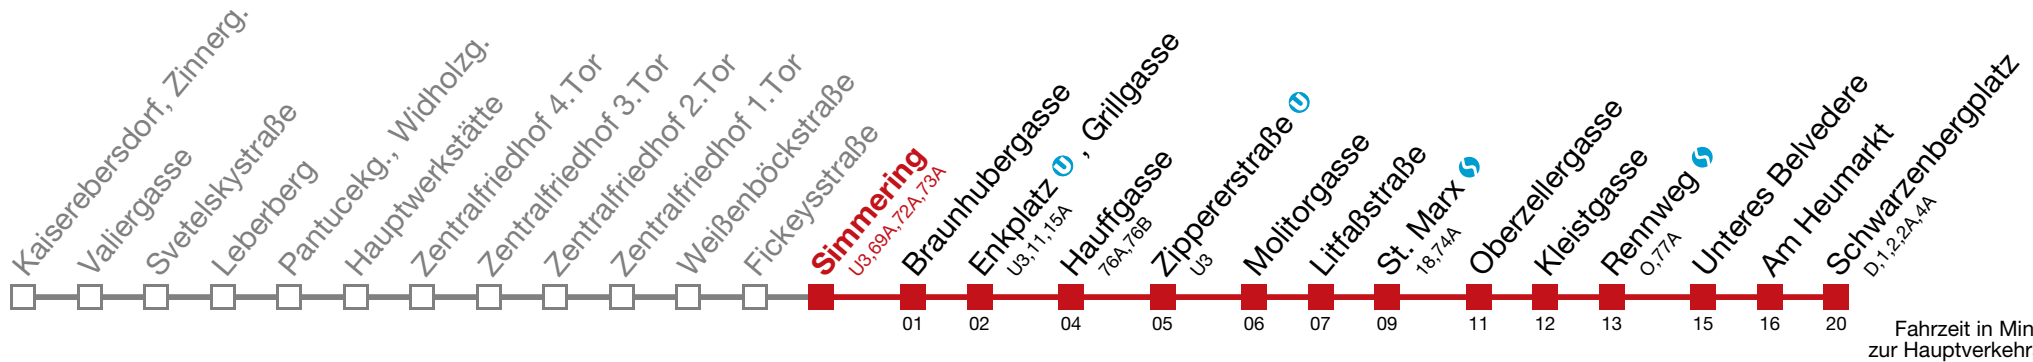 Kaiserebersdorf, Zinnerg.
Valiergasse
Svetelskystraße
Leberberg
Pantucekg., Widholzg.
Hauptwerkstätte
Zentralfriedhof 4.Tor
Zentralfriedhof 3.Tor
Zentralfriedhof 2.Tor
Zentralfriedhof 1.Tor
Weißenböckstraße
Fickeysstraße
Simmering
U3,69A,72A,73A
Braunhubergasse
Enkplatz U , Grillgasse
U3,11,15A
Hauffgasse
76A,76B
Zippererstraße U
U3
Molitorgasse
Litfaßstraße
St. Marx S
18,74A
Oberzellergasse
Kleistgasse
Rennweg S
O,77A
Unteres Belvedere
Am Heumarkt
Schwarzenbergplatz
D,1,2,2A,4A
01 02 04 05 06 07 09 11 12 13 15 16 20
Fahrzeit in Min
zur Hauptverkehr